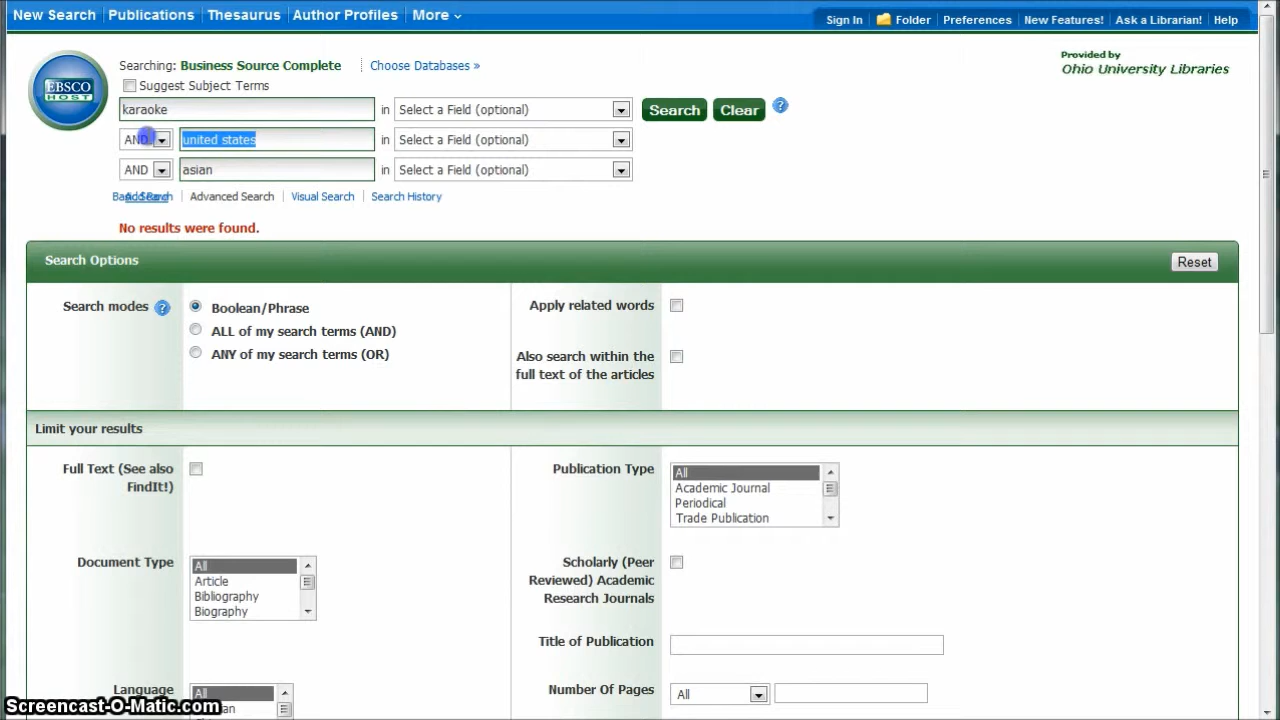 New Search Publications Thesaurus Author Profiles More
Sign In Folder Preferences New Features! Ask a Librarian! Help
Searching: Business Source Complete Choose Databases »
Provided by
Ohio University Libraries
EBSCO
HOST
Suggest Subject Terms
karaoke in Select a Field (optional) Search Clear ?
AND united states in Select a Field (optional)
AND asian in Select a Field (optional)
Search Advanced Search Visual Search Search History
No results were found.
Search Options Reset
Search modes ? Boolean/Phrase
ALL of my search terms (AND)
ANY of my search terms (OR)
Apply related words
Also search within the
full text of the articles
Limit your results
Full Text (See also
FindIt!)
Publication Type All
Academic Journal
Periodical
Trade Publication
Document Type All
Article
Bibliography
Biography
Scholarly (Peer
Reviewed) Academic
Research Journals
Title of Publication
Language All
Number Of Pages All
Screencast-O-Matic.com